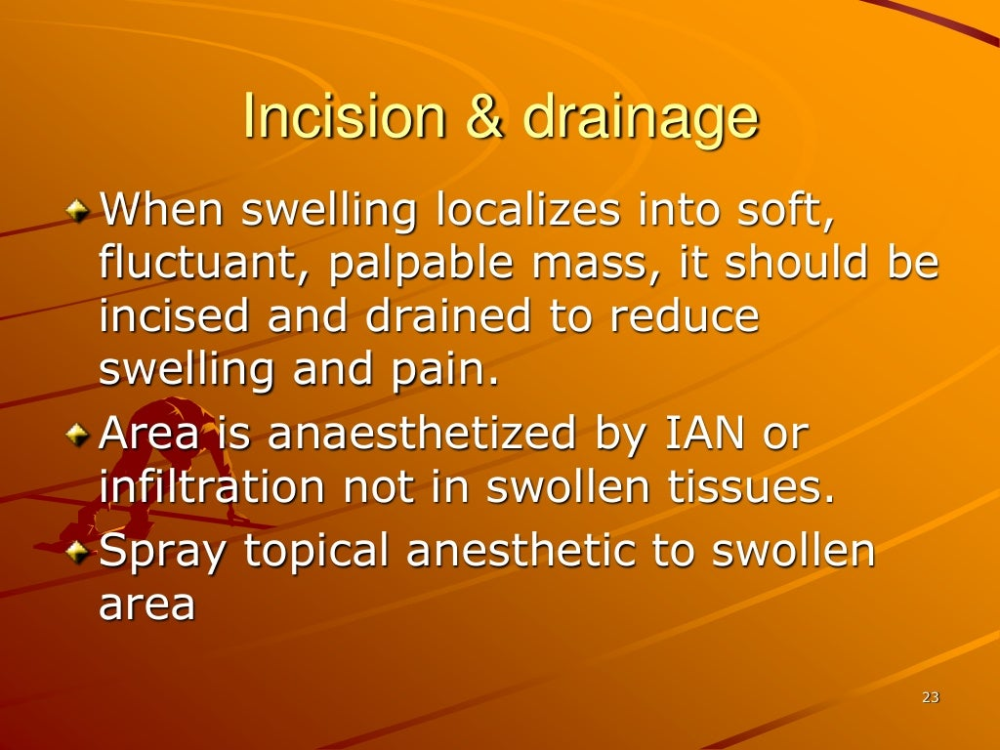 Incision & drainage
When swelling localizes into soft,
fluctuant, palpable mass, it should be
incised and drained to reduce
swelling and pain.
Area is anaesthetized by IAN or
infiltration not in swollen tissues.
Spray topical anesthetic to swollen
area
23